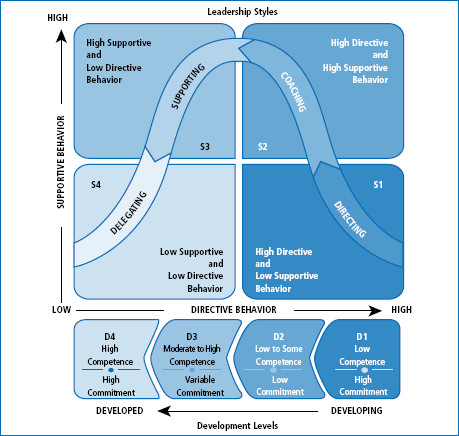 Leadership Styles
HIGH
High Supportive
and
Low Directive
Behavior
SUPPORTING
S3
High Directive
and
High Supportive
Behavior
COACHING
S2
SUPPORTIVE BEHAVIOR
S4
DELEGATING
Low Supportive
and
Low Directive
Behavior
S1
DIRECTING
High Directive
and
Low Supportive
Behavior
LOW
DIRECTIVE BEHAVIOR
HIGH
D4
High
Competence
High
Commitment
D3
Moderate to High
Competence
Variable
Commitment
D2
Low to Some
Competence
Low
Commitment
D1
Low
Competence
High
Commitment
DEVELOPED
DEVELOPING
Development Levels